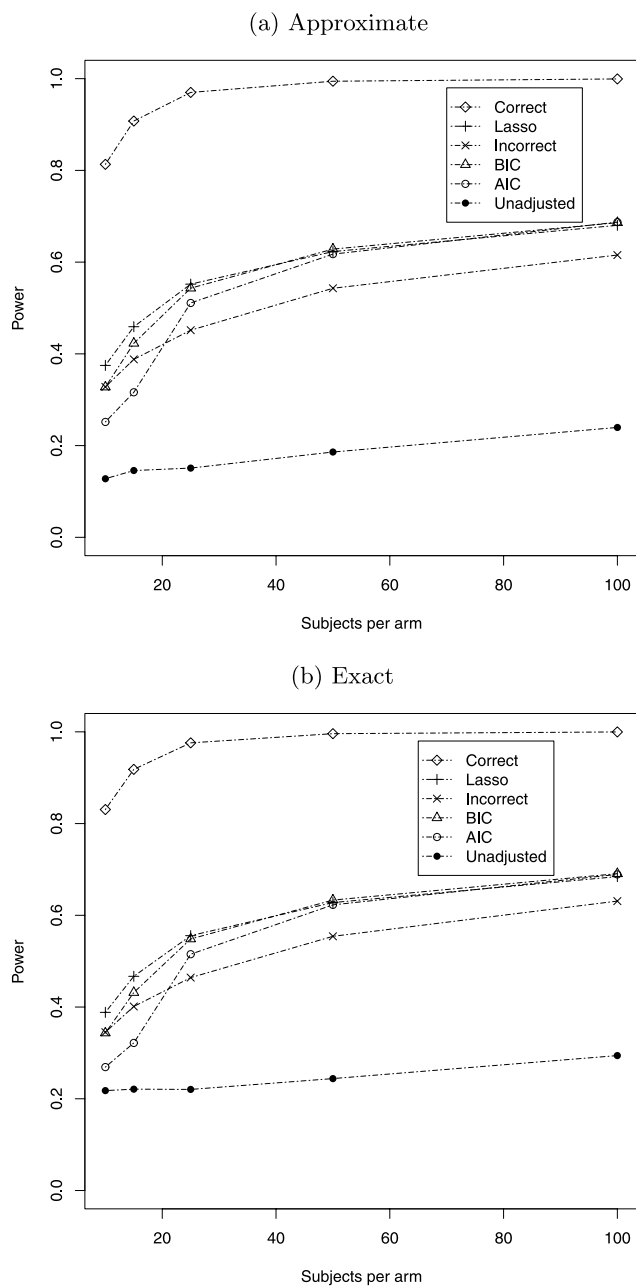 (a) Approximate
1.0
0.8
0.6
0.4
0.2
0.0
Power
Correct
Lasso
Incorrect
BIC
AIC
Unadjusted
20
40
60
80
100
Subjects per arm
(b) Exact
1.0
0.8
0.6
0.4
0.2
0.0
Power
Correct
Lasso
Incorrect
BIC
AIC
Unadjusted
20
40
60
80
100
Subjects per arm